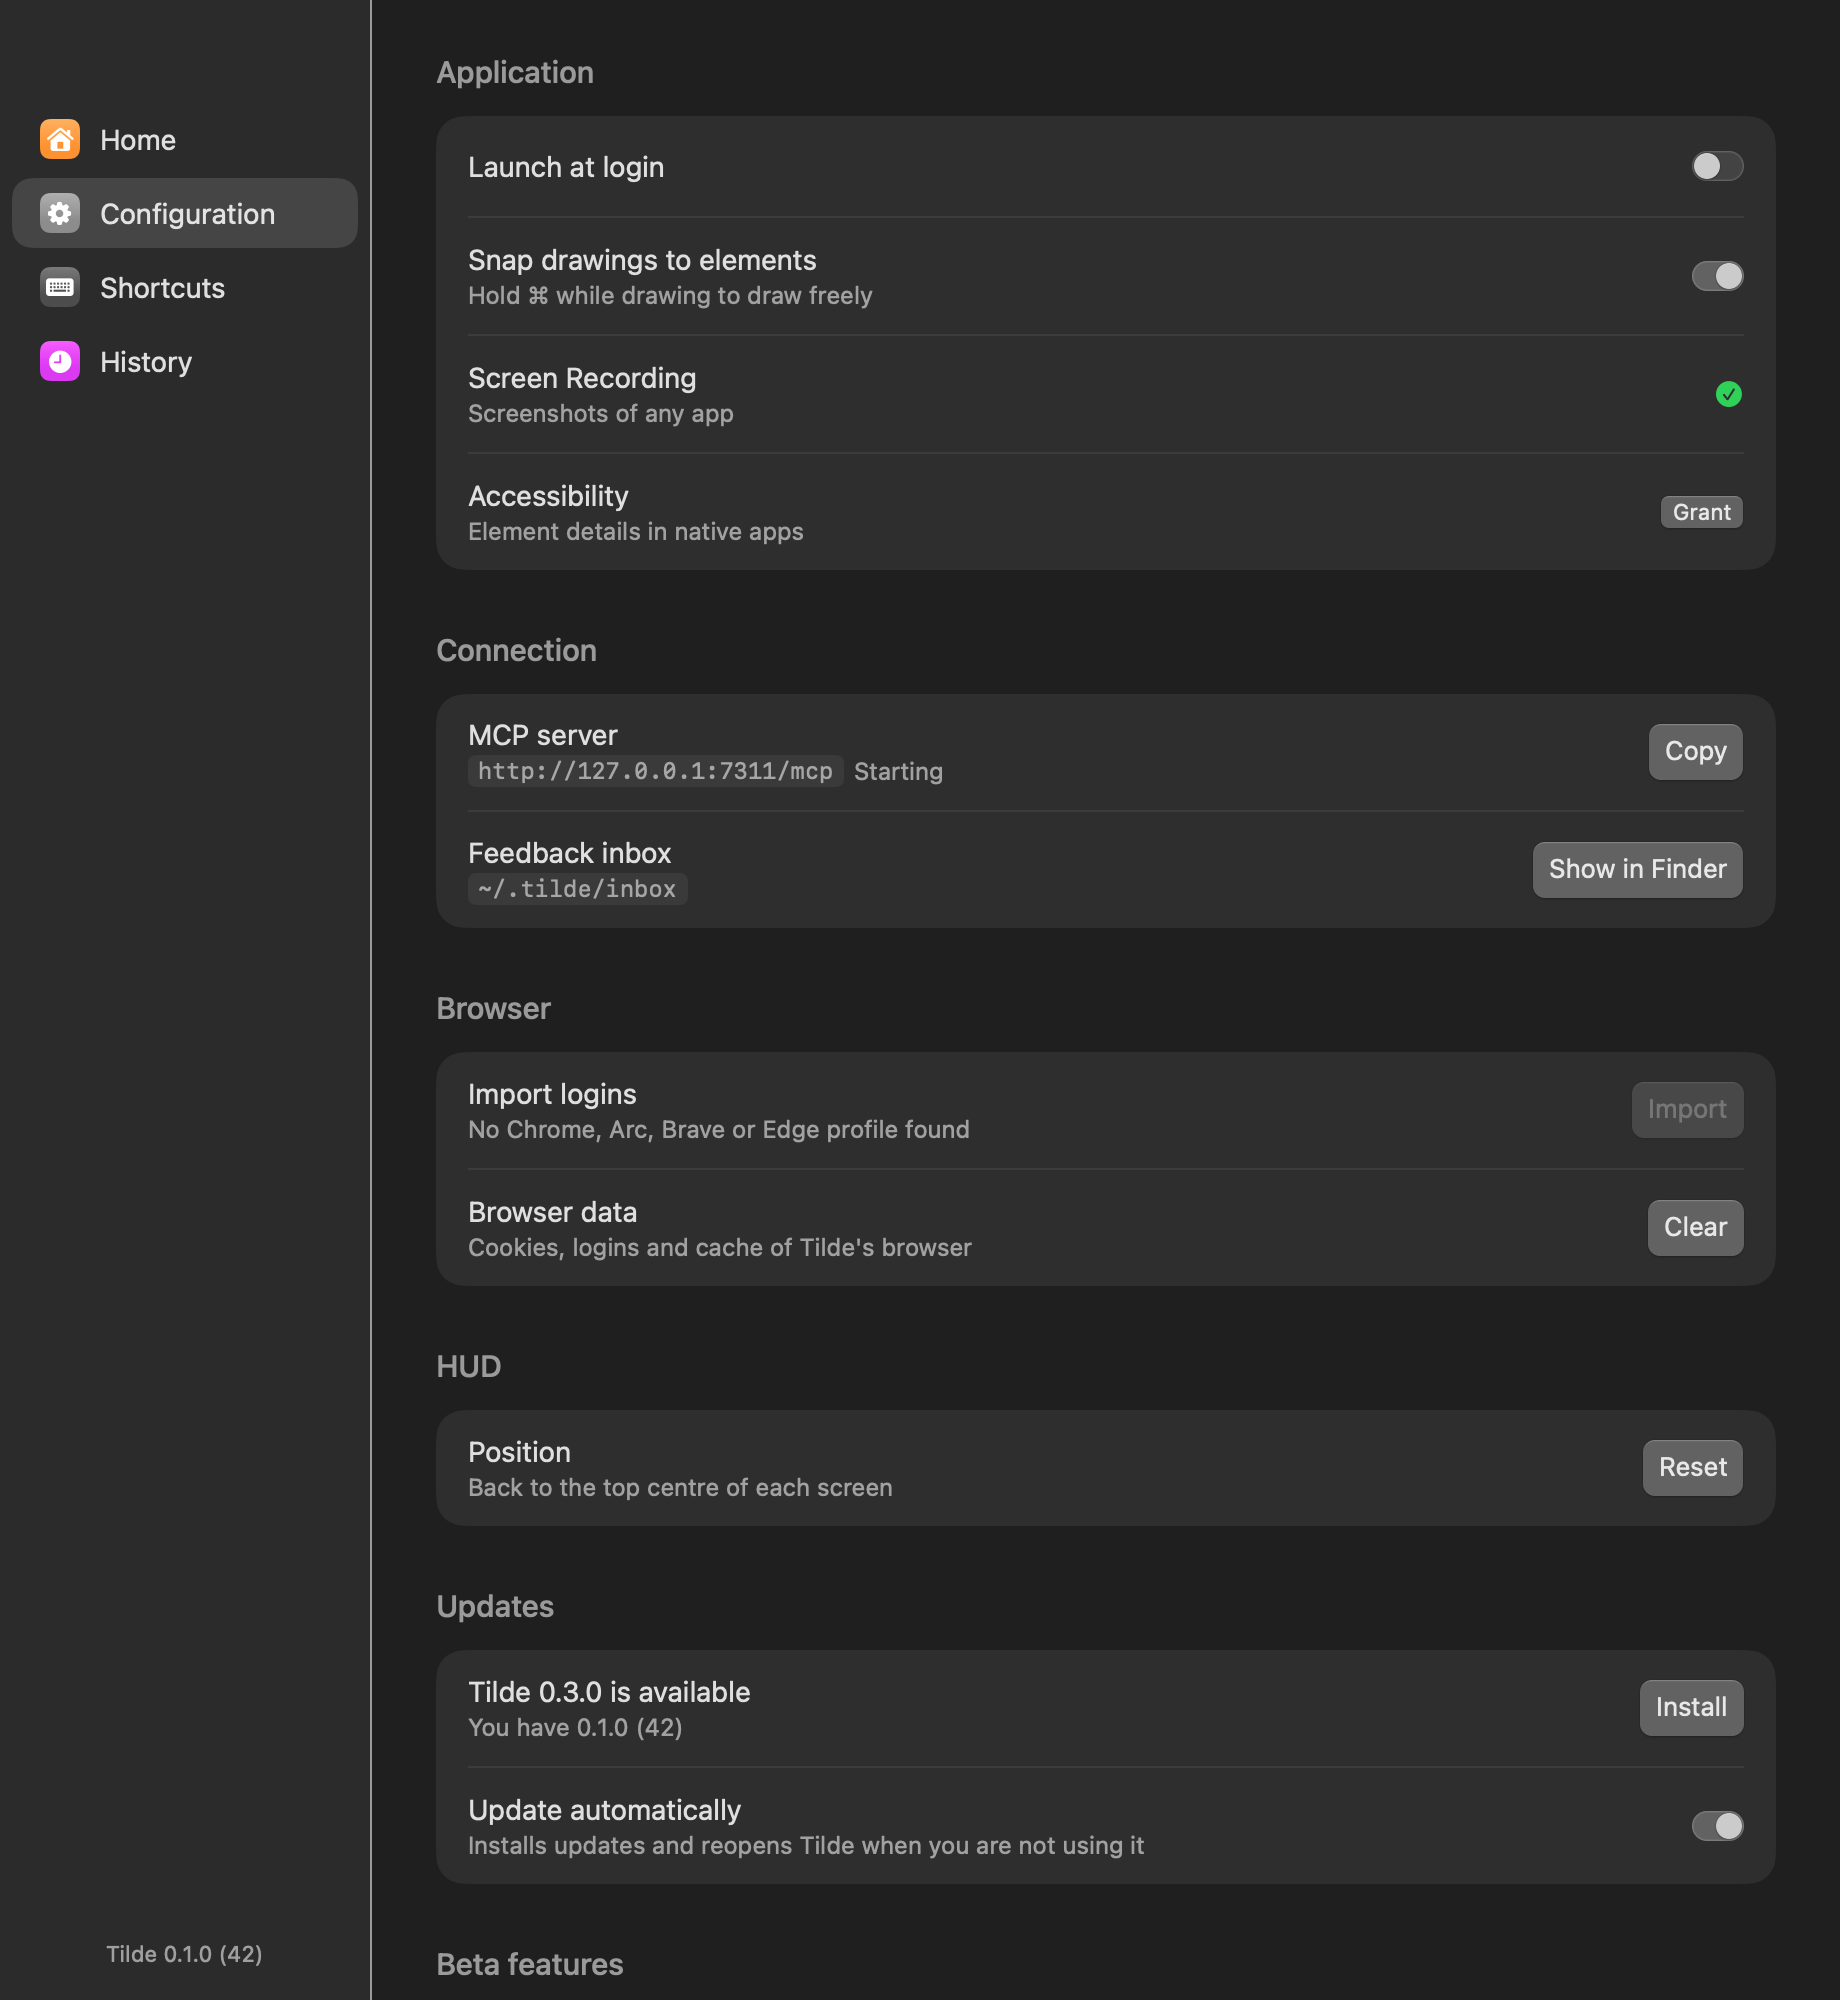 Home
Configuration
Shortcuts
History
Tilde 0.1.0 (42)
Application
Launch at login
Snap drawings to elements
Hold ⌘ while drawing to draw freely
Screen Recording
Screenshots of any app
Accessibility
Element details in native apps
Grant
Connection
MCP server
http://127.0.0.1:7311/mcp Starting
Copy
Feedback inbox
~/.tilde/inbox
Show in Finder
Browser
Import logins
No Chrome, Arc, Brave or Edge profile found
Import
Browser data
Cookies, logins and cache of Tilde's browser
Clear
HUD
Position
Back to the top centre of each screen
Reset
Updates
Tilde 0.3.0 is available
You have 0.1.0 (42)
Install
Update automatically
Installs updates and reopens Tilde when you are not using it
Beta features